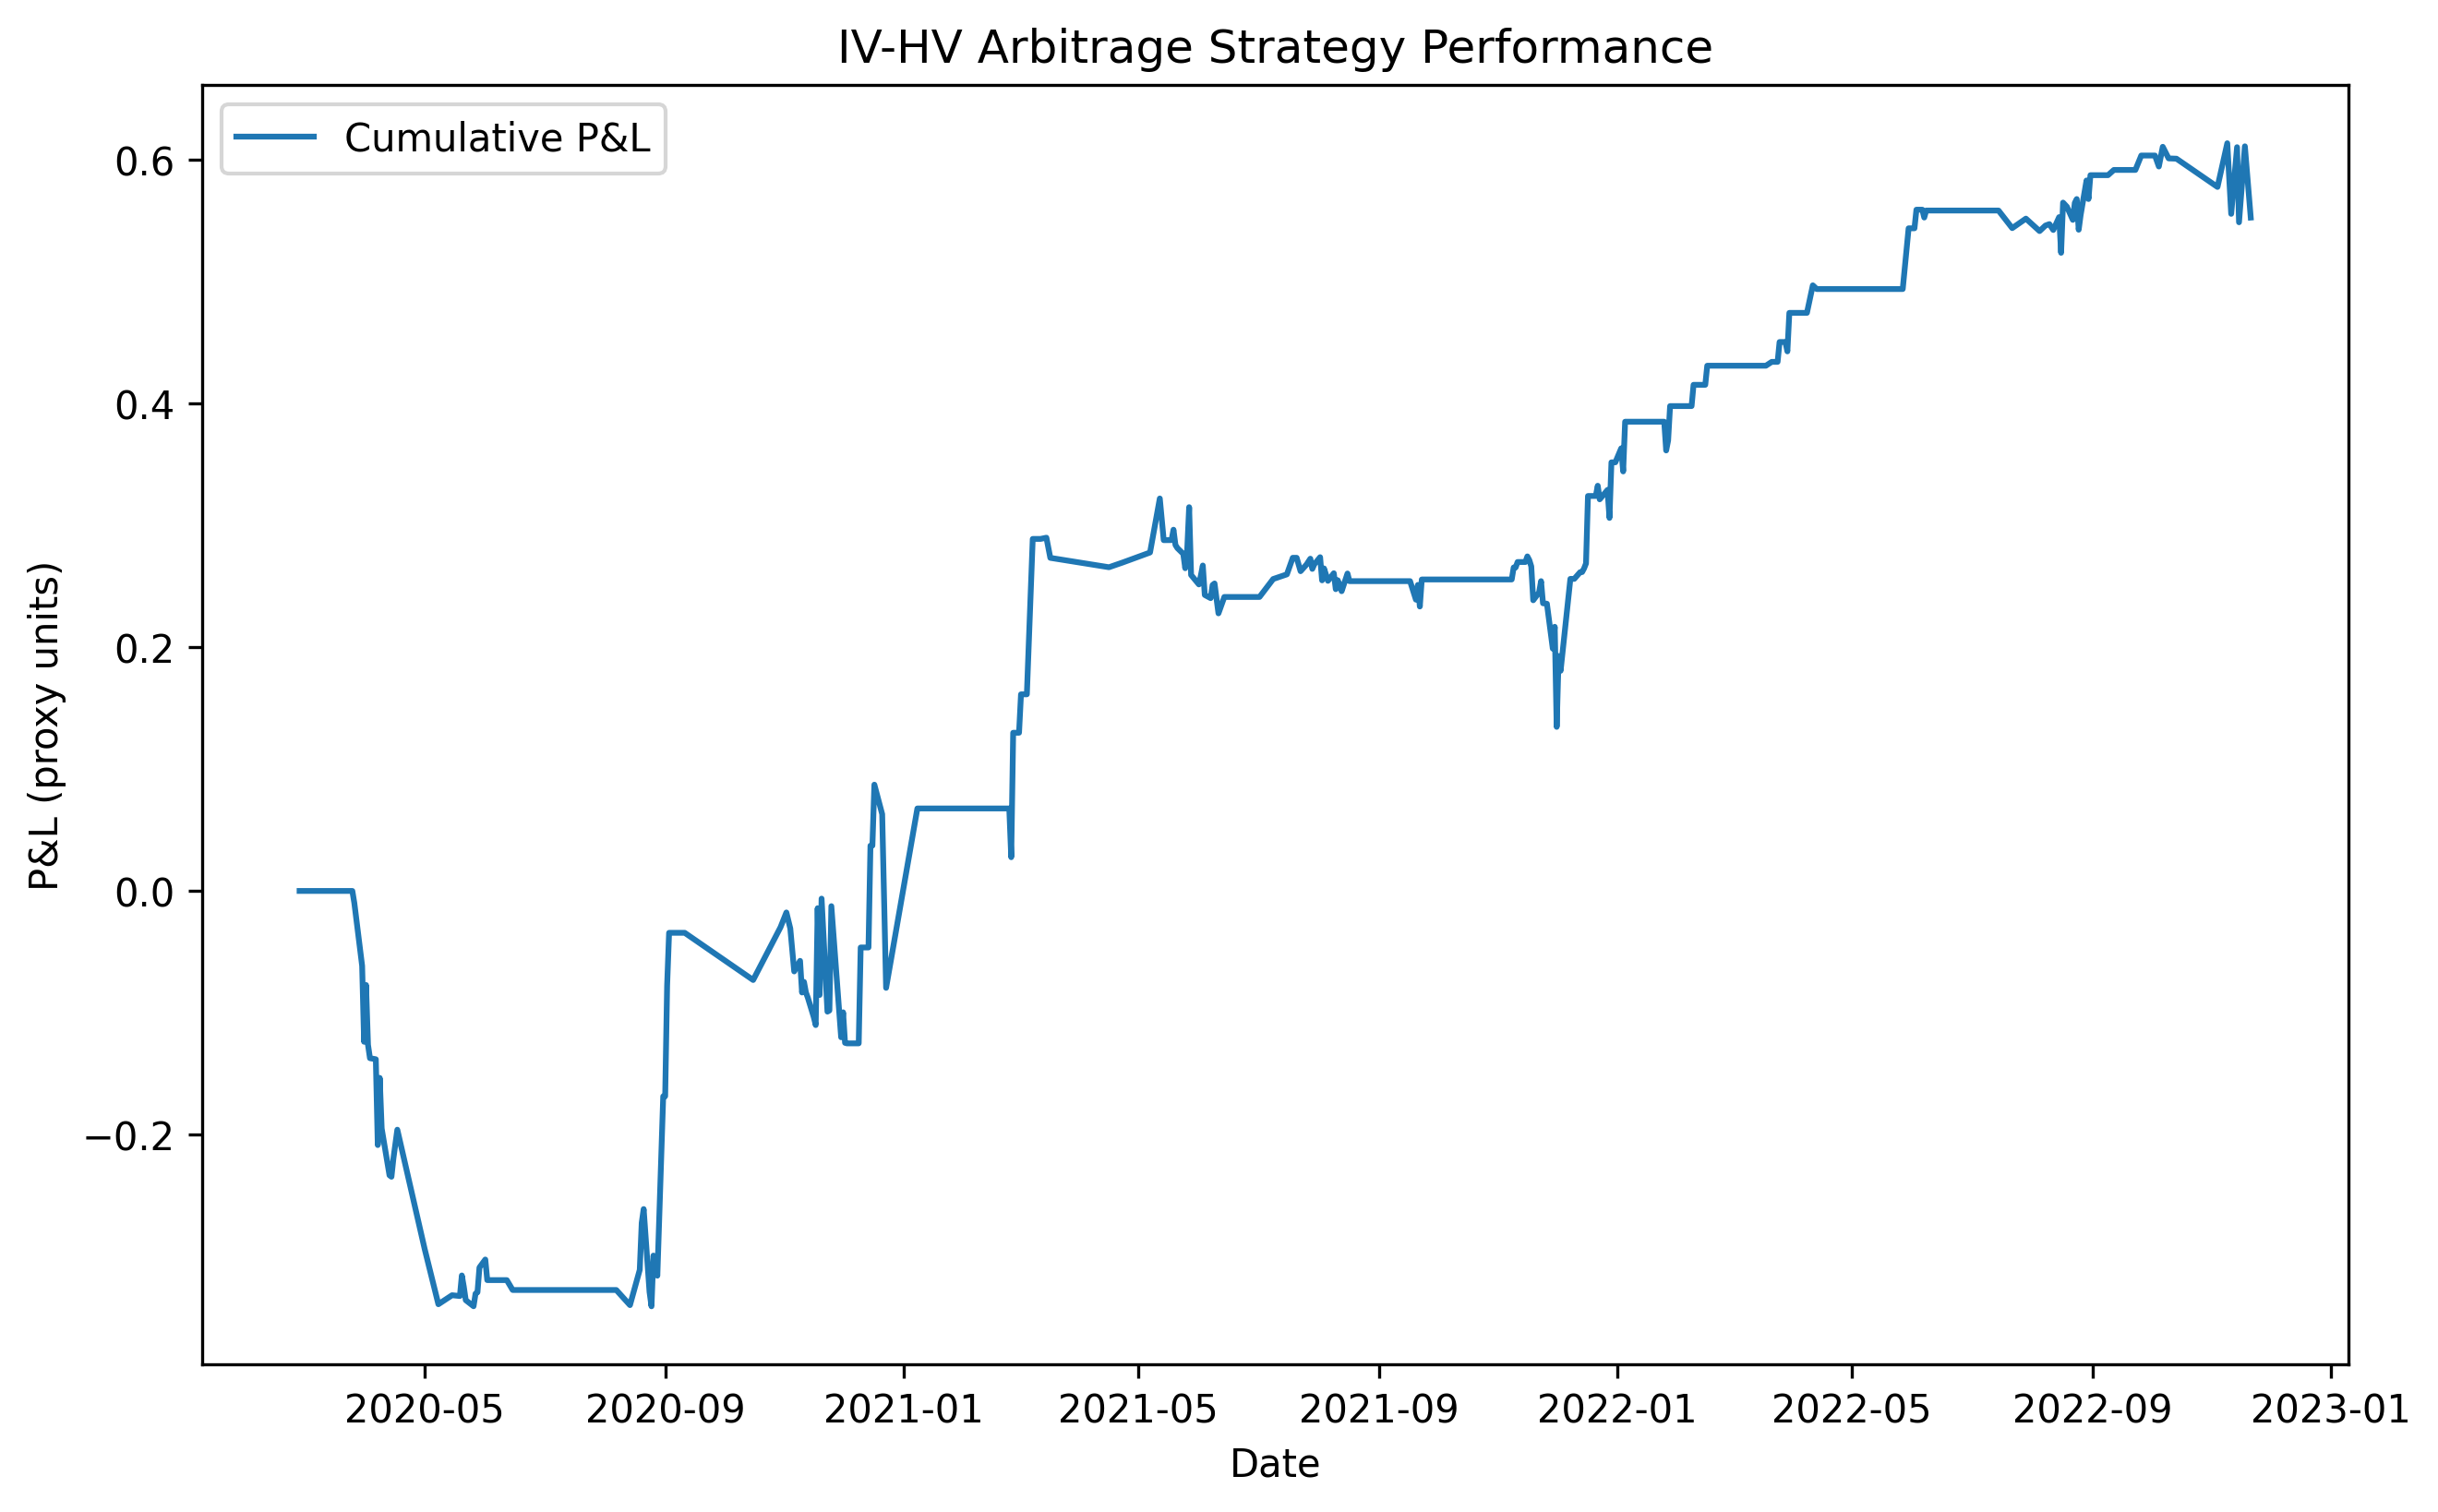 IV-HV Arbitrage Strategy Performance
Cumulative P&L
P&L (proxy units)
0.6
0.4
0.2
0.0
−0.2
2020-05 2020-09 2021-01 2021-05 2021-09 2022-01 2022-05 2022-09 2023-01
Date